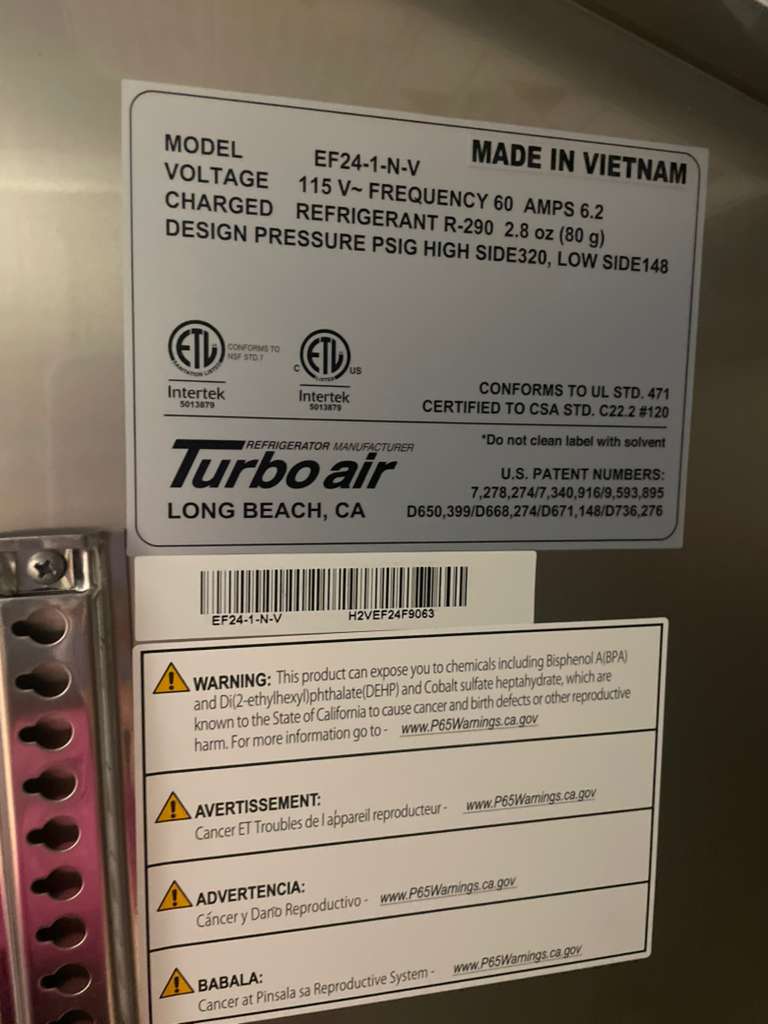 MODEL EF24-1-N-V MADE IN VIETNAM
VOLTAGE 115 V~ FREQUENCY 60 AMPS 6.2
CHARGED REFRIGERANT R-290 2.8 oz (80 g)
DESIGN PRESSURE PSIG HIGH SIDE320, LOW SIDE148
ETL CONFORMS TO
NSF STD.7
SANITATION LISTED
Intertek
5013879
C ETL US
LISTED
Intertek
5013879
CONFORMS TO UL STD. 471
CERTIFIED TO CSA STD. C22.2 #120
REFRIGERATOR MANUFACTURER
Turbo air
LONG BEACH, CA
*Do not clean label with solvent
U.S. PATENT NUMBERS:
7,278,274/7,340,916/9,593,895
D650,399/D668,274/D671,148/D736,276
EF24-1-N-V H2VEF24F9063
WARNING: This product can expose you to chemicals including Bisphenol A(BPA)
and Di(2-ethylhexyl)phthalate(DEHP) and Cobalt sulfate heptahydrate, which are
known to the State of California to cause cancer and birth defects or other reproductive
harm. For more information go to - www.P65Warnings.ca.gov
AVERTISSEMENT:
Cancer ET Troubles de l appareil reproducteur - www.P65Warnings.ca.gov
ADVERTENCIA:
Cáncer y Daño Reproductivo - www.P65Warnings.ca.gov
BABALA:
Cancer at Pinsala sa Reproductive System - www.P65Warnings.ca.gov